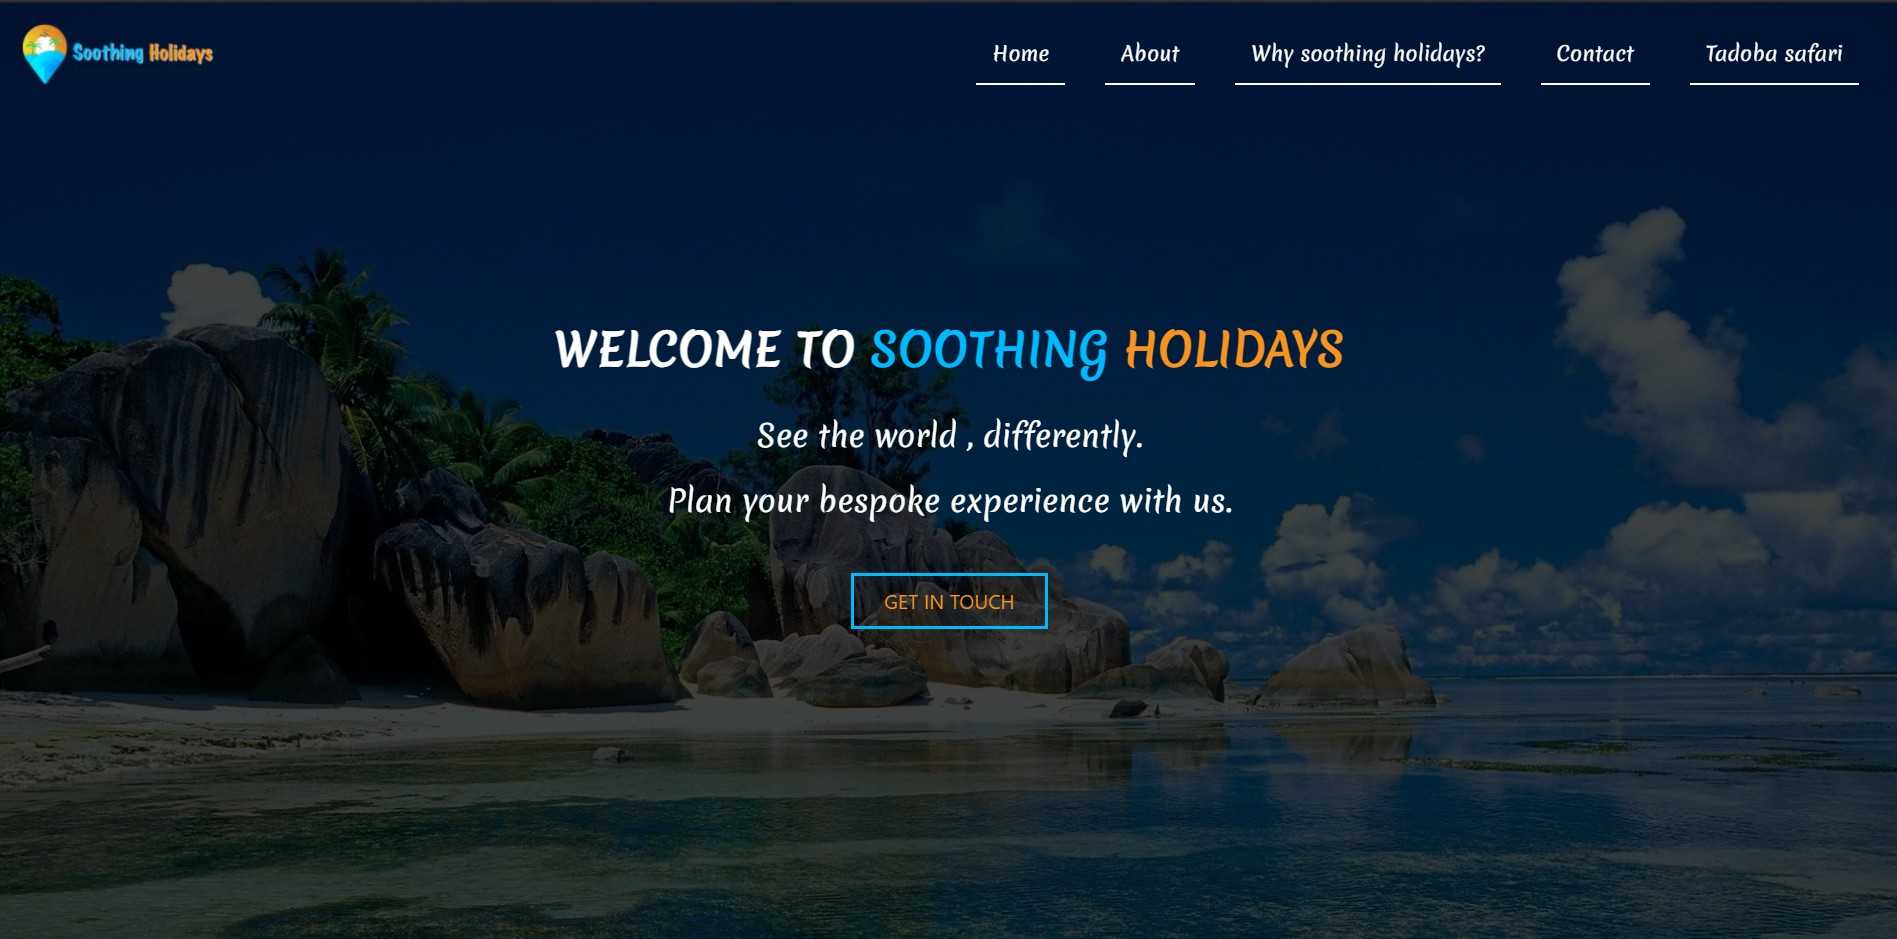 Soothing Holidays
Home About Why soothing holidays? Contact Tadoba safari
WELCOME TO SOOTHING HOLIDAYS
See the world , differently.
Plan your bespoke experience with us.
GET IN TOUCH